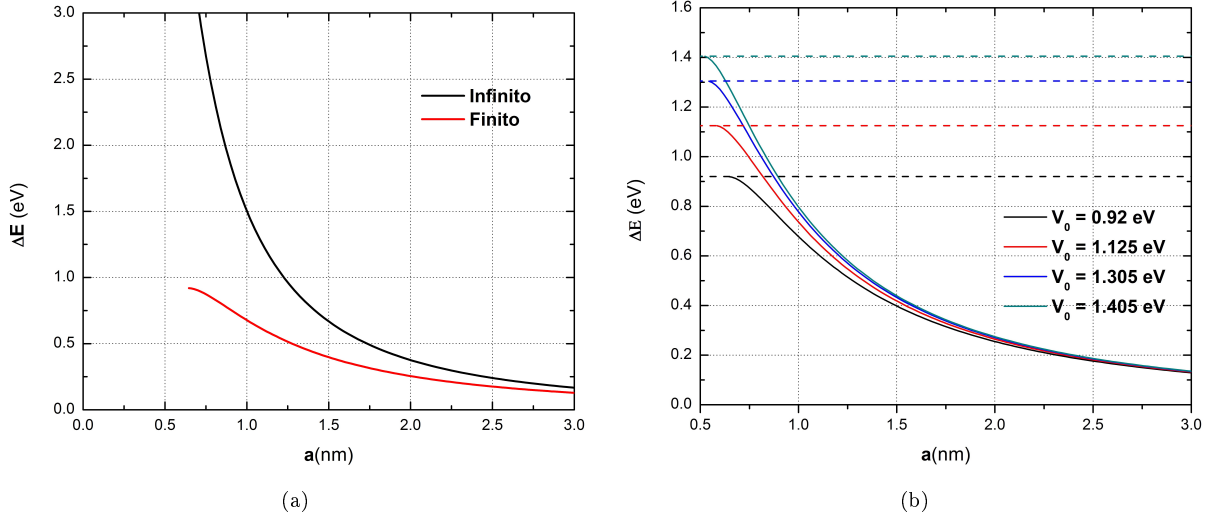 3.0
2.5
2.0
1.5
1.0
0.5
0.0
ΔE (eV)
Infinito
Finito
0.0 0.5 1.0 1.5 2.0 2.5 3.0
a(nm)
(a)
1.6
1.4
1.2
1.0
0.8
0.6
0.4
0.2
0.0
ΔE (eV)
V₀ = 0.92 eV
V₀ = 1.125 eV
V₀ = 1.305 eV
V₀ = 1.405 eV
0.5 1.0 1.5 2.0 2.5 3.0
a(nm)
(b)